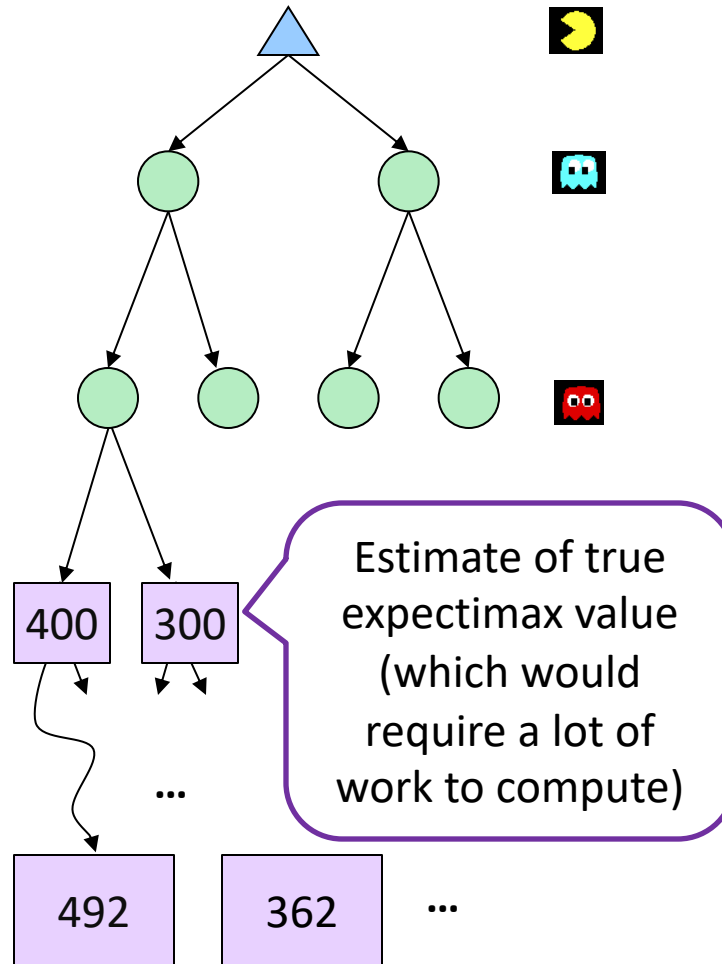 Estimate of true
expectimax value
(which would
require a lot of
work to compute)
400
300
...
492
362
...